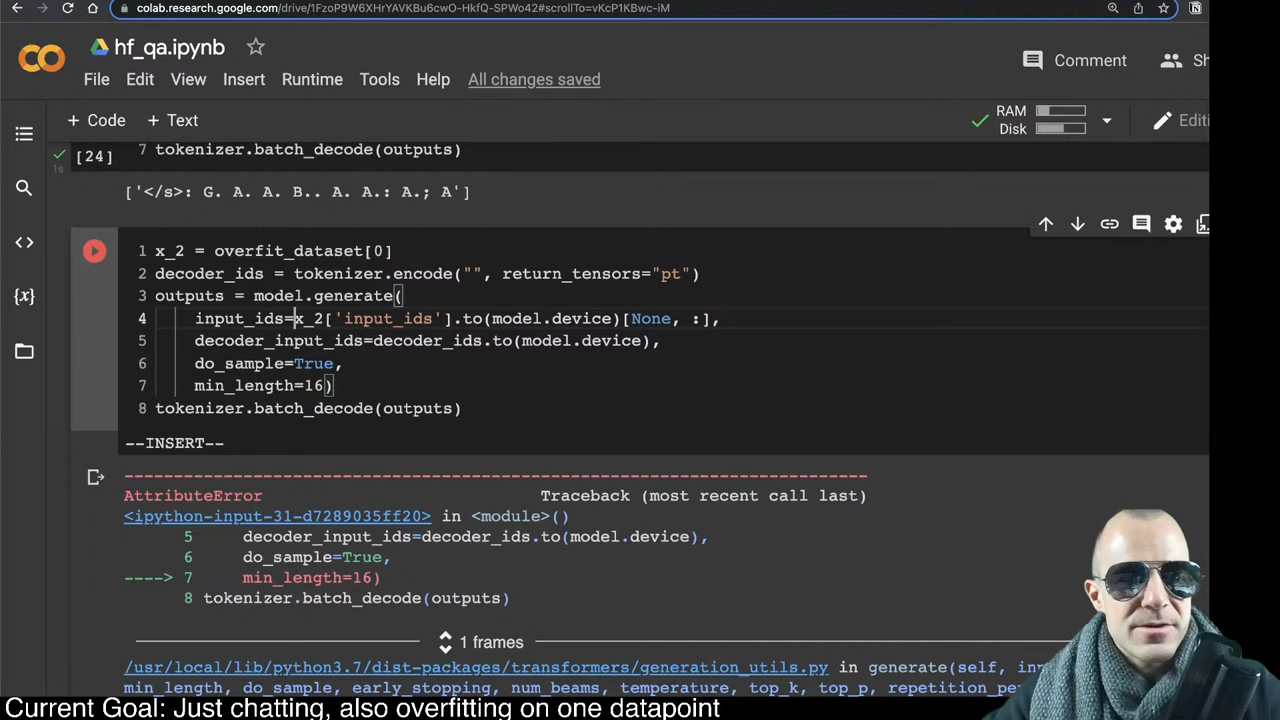 colab.research.google.com/drive/1FzoP9W6XHrYAVKBu6cwO-HkfQ-SPWo42#scrollTo=vKcP1KBwc-iM
hf_qa.ipynb
File Edit View Insert Runtime Tools Help All changes saved
Comment
Sh
+ Code + Text
RAM
Disk
Editi
[24]
7 tokenizer.batch_decode(outputs)
1s
['</s>: G. A. A. B.. A. A.: A.; A']
1 x_2 = overfit_dataset[0]
2 decoder_ids = tokenizer.encode("", return_tensors="pt")
3 outputs = model.generate(
4 input_ids=x_2['input_ids'].to(model.device)[None, :],
5 decoder_input_ids=decoder_ids.to(model.device),
6 do_sample=True,
7 min_length=16)
8 tokenizer.batch_decode(outputs)
--INSERT--
---------------------------------------------------------------------------
AttributeError Traceback (most recent call last)
<ipython-input-31-d7289035ff20> in <module>()
5 decoder_input_ids=decoder_ids.to(model.device),
6 do_sample=True,
----> 7 min_length=16)
8 tokenizer.batch_decode(outputs)
1 frames
/usr/local/lib/python3.7/dist-packages/transformers/generation_utils.py in generate(self, in
min_length, do_sample, early_stopping, num_beams, temperature, top_k, top_p, repetition_pe
Current Goal: Just chatting, also overfitting on one datapoint